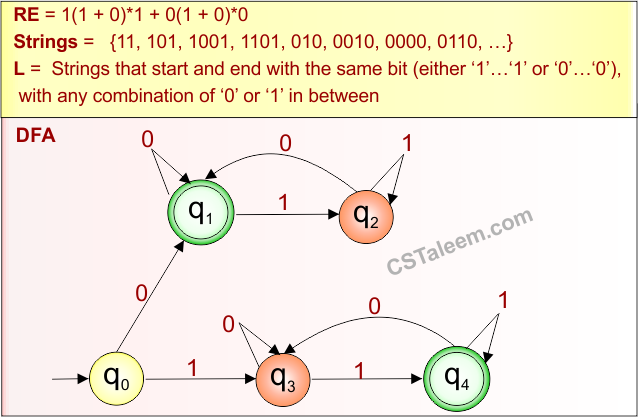 RE = 1(1 + 0)*1 + 0(1 + 0)*0
Strings = {11, 101, 1001, 1101, 010, 0010, 0000, 0110, …}
L = Strings that start and end with the same bit (either ‘1’…‘1’ or ‘0’…‘0’),
with any combination of ‘0’ or ‘1’ in between
DFA
0
0
1
q1
1
q2
CSTaleem.com
0
0
1
0
q0
1
q3
1
q4